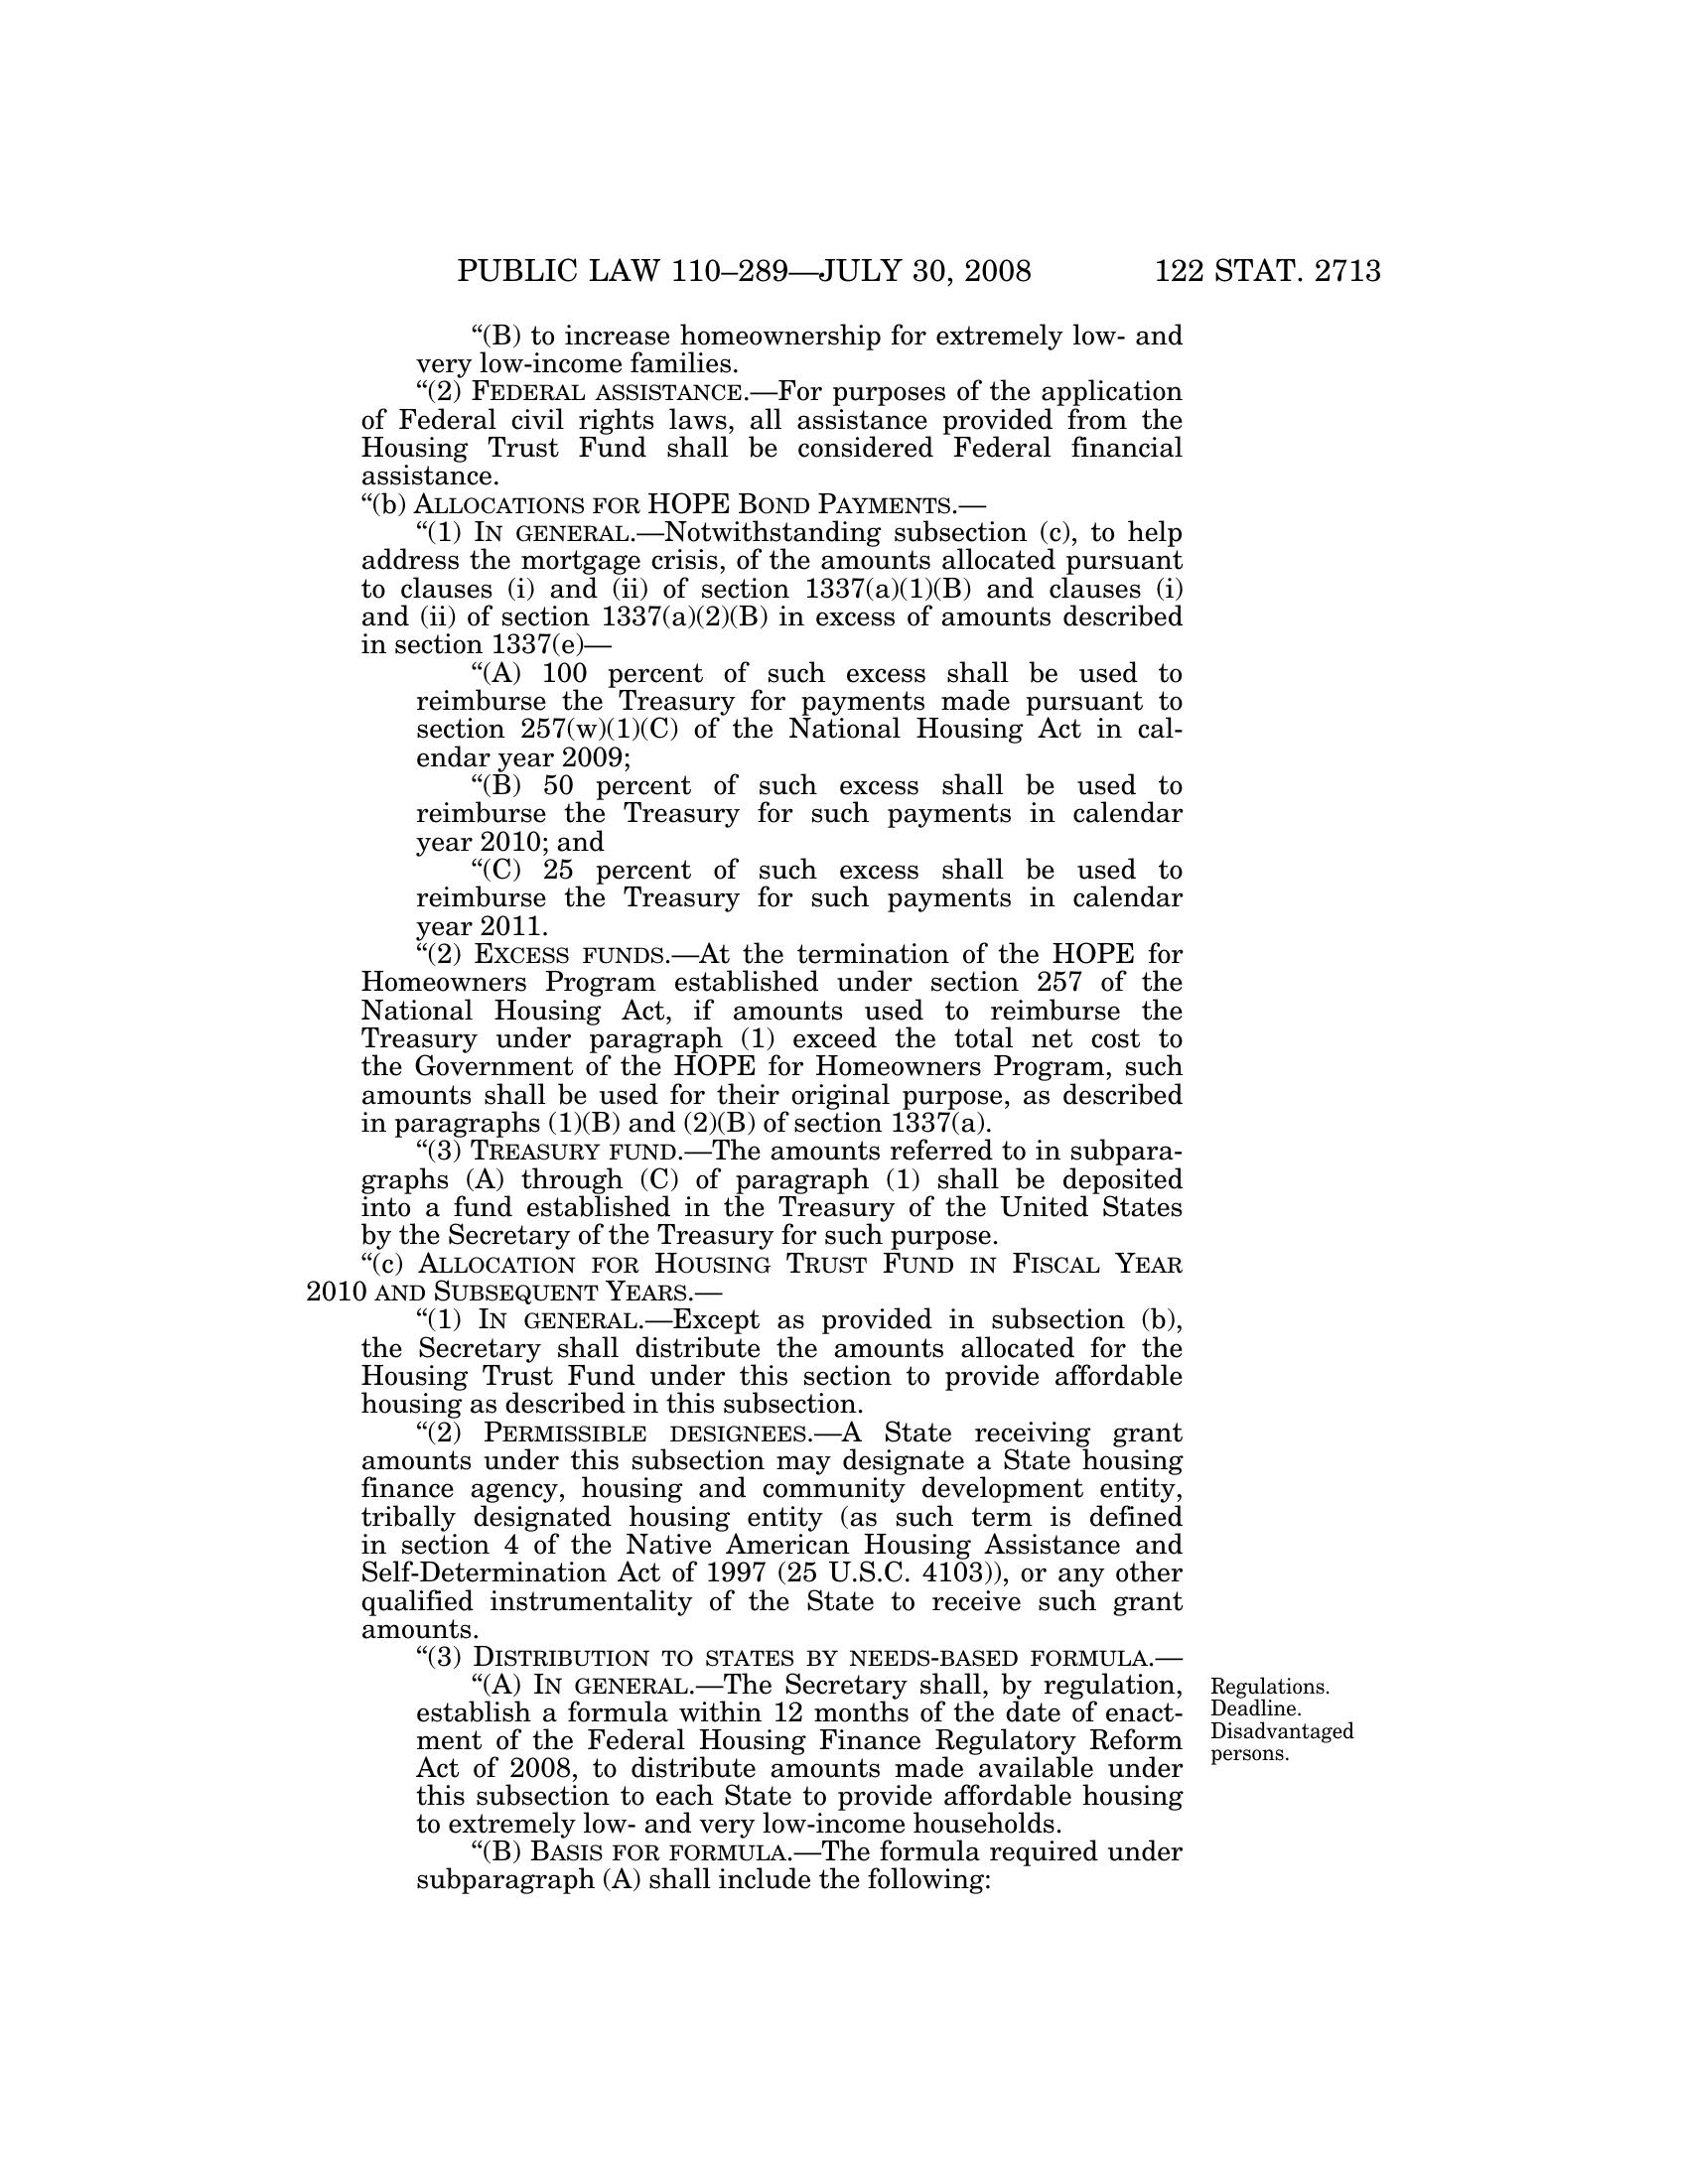 PUBLIC LAW 110–289—JULY 30, 2008 122 STAT. 2713
“(B) to increase homeownership for extremely low- and
very low-income families.
“(2) FEDERAL ASSISTANCE.—For purposes of the application
of Federal civil rights laws, all assistance provided from the
Housing Trust Fund shall be considered Federal financial
assistance.
“(b) ALLOCATIONS FOR HOPE BOND PAYMENTS.—
“(1) IN GENERAL.—Notwithstanding subsection (c), to help
address the mortgage crisis, of the amounts allocated pursuant
to clauses (i) and (ii) of section 1337(a)(1)(B) and clauses (i)
and (ii) of section 1337(a)(2)(B) in excess of amounts described
in section 1337(e)—
“(A) 100 percent of such excess shall be used to
reimburse the Treasury for payments made pursuant to
section 257(w)(1)(C) of the National Housing Act in cal-
endar year 2009;
“(B) 50 percent of such excess shall be used to
reimburse the Treasury for such payments in calendar
year 2010; and
“(C) 25 percent of such excess shall be used to
reimburse the Treasury for such payments in calendar
year 2011.
“(2) EXCESS FUNDS.—At the termination of the HOPE for
Homeowners Program established under section 257 of the
National Housing Act, if amounts used to reimburse the
Treasury under paragraph (1) exceed the total net cost to
the Government of the HOPE for Homeowners Program, such
amounts shall be used for their original purpose, as described
in paragraphs (1)(B) and (2)(B) of section 1337(a).
“(3) TREASURY FUND.—The amounts referred to in subpara-
graphs (A) through (C) of paragraph (1) shall be deposited
into a fund established in the Treasury of the United States
by the Secretary of the Treasury for such purpose.
“(c) ALLOCATION FOR HOUSING TRUST FUND IN FISCAL YEAR
2010 AND SUBSEQUENT YEARS.—
“(1) IN GENERAL.—Except as provided in subsection (b),
the Secretary shall distribute the amounts allocated for the
Housing Trust Fund under this section to provide affordable
housing as described in this subsection.
“(2) PERMISSIBLE DESIGNEES.—A State receiving grant
amounts under this subsection may designate a State housing
finance agency, housing and community development entity,
tribally designated housing entity (as such term is defined
in section 4 of the Native American Housing Assistance and
Self-Determination Act of 1997 (25 U.S.C. 4103)), or any other
qualified instrumentality of the State to receive such grant
amounts.
“(3) DISTRIBUTION TO STATES BY NEEDS-BASED FORMULA.—
“(A) IN GENERAL.—The Secretary shall, by regulation,
establish a formula within 12 months of the date of enact-
ment of the Federal Housing Finance Regulatory Reform
Act of 2008, to distribute amounts made available under
this subsection to each State to provide affordable housing
to extremely low- and very low-income households.
“(B) BASIS FOR FORMULA.—The formula required under
subparagraph (A) shall include the following:
Regulations.
Deadline.
Disadvantaged
persons.